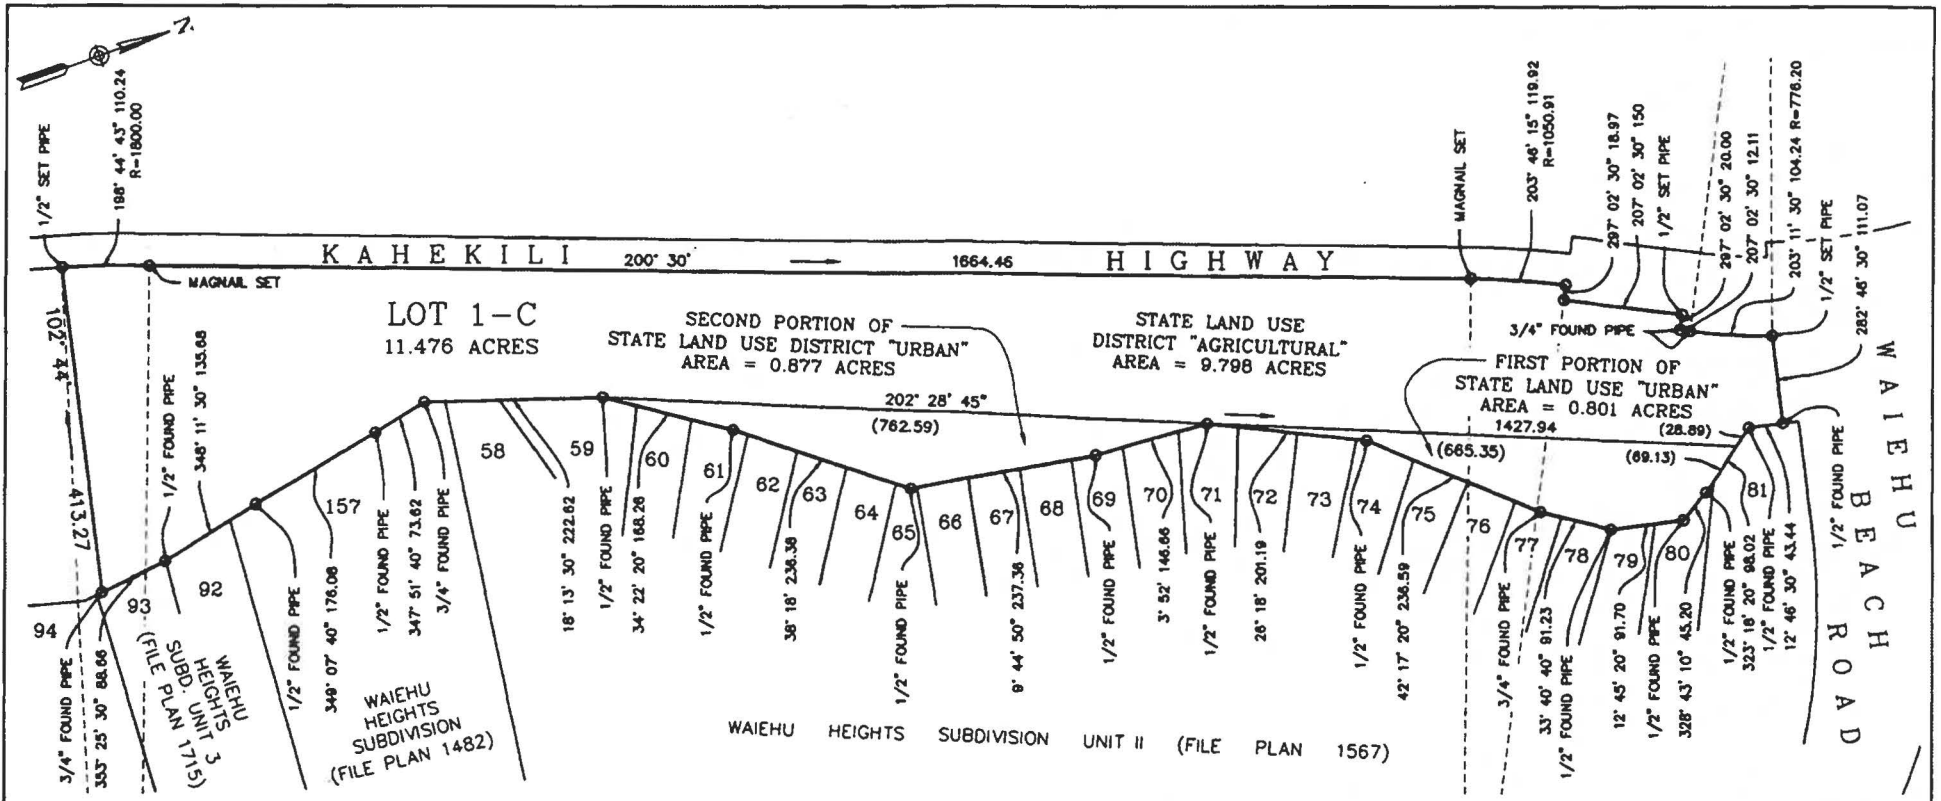 1/2" SET PIPE
198° 44' 43" 110.24
R=1800.00
MAGNAIL SET
203° 46' 15" 119.92
R=1050.91
297° 02' 30" 18.97
207° 02' 30" 150
1/2" SET PIPE
297° 02' 30" 20.00
207° 02' 30" 12.11
203° 11' 30" 104.24 R=776.20
1/2" SET PIPE
282° 46' 30" 111.07
KAHEKILI 200° 30' 1664.46 HIGHWAY
MAGNAIL SET
LOT 1-C
11.476 ACRES
SECOND PORTION OF
STATE LAND USE DISTRICT "URBAN"
AREA = 0.877 ACRES
STATE LAND USE
DISTRICT "AGRICULTURAL"
AREA = 9.798 ACRES
3/4" FOUND PIPE
FIRST PORTION OF
STATE LAND USE "URBAN"
AREA = 0.801 ACRES
1427.94
(28.89)
(665.35)
(69.13)
202° 28' 45"
(762.59)
102° 44'
413.27
94
93
92
157
58
59
60
61
62
63
64
65
66
67
68
69
70
71
72
73
74
75
76
77
78
79
80
81
3/4" FOUND PIPE
353° 25' 30" 88.66
1/2" FOUND PIPE
348° 11' 30" 135.68
1/2" FOUND PIPE
349° 07' 40" 176.08
1/2" FOUND PIPE
347° 51' 40" 73.62
3/4" FOUND PIPE
18° 13' 30" 222.62
1/2" FOUND PIPE
34° 22' 20" 168.26
1/2" FOUND PIPE
38° 18' 236.38
1/2" FOUND PIPE
9° 44' 50" 237.36
1/2" FOUND PIPE
3° 52' 146.66
1/2" FOUND PIPE
26° 18' 201.19
1/2" FOUND PIPE
42° 17' 20" 236.59
3/4" FOUND PIPE
33° 40' 40" 91.23
1/2" FOUND PIPE
12° 45' 20" 91.70
1/2" FOUND PIPE
328° 43' 10" 45.20
1/2" FOUND PIPE
323° 18' 20" 98.02
1/2" FOUND PIPE
12° 46' 30" 43.44
1/2" FOUND PIPE
WAIEHU
BEACH
ROAD
WAIEHU
HEIGHTS
SUBD. UNIT 3
(FILE PLAN 1715)
WAIEHU
HEIGHTS
SUBDIVISION
(FILE PLAN 1482)
WAIEHU HEIGHTS SUBDIVISION UNIT II (FILE PLAN 1567)